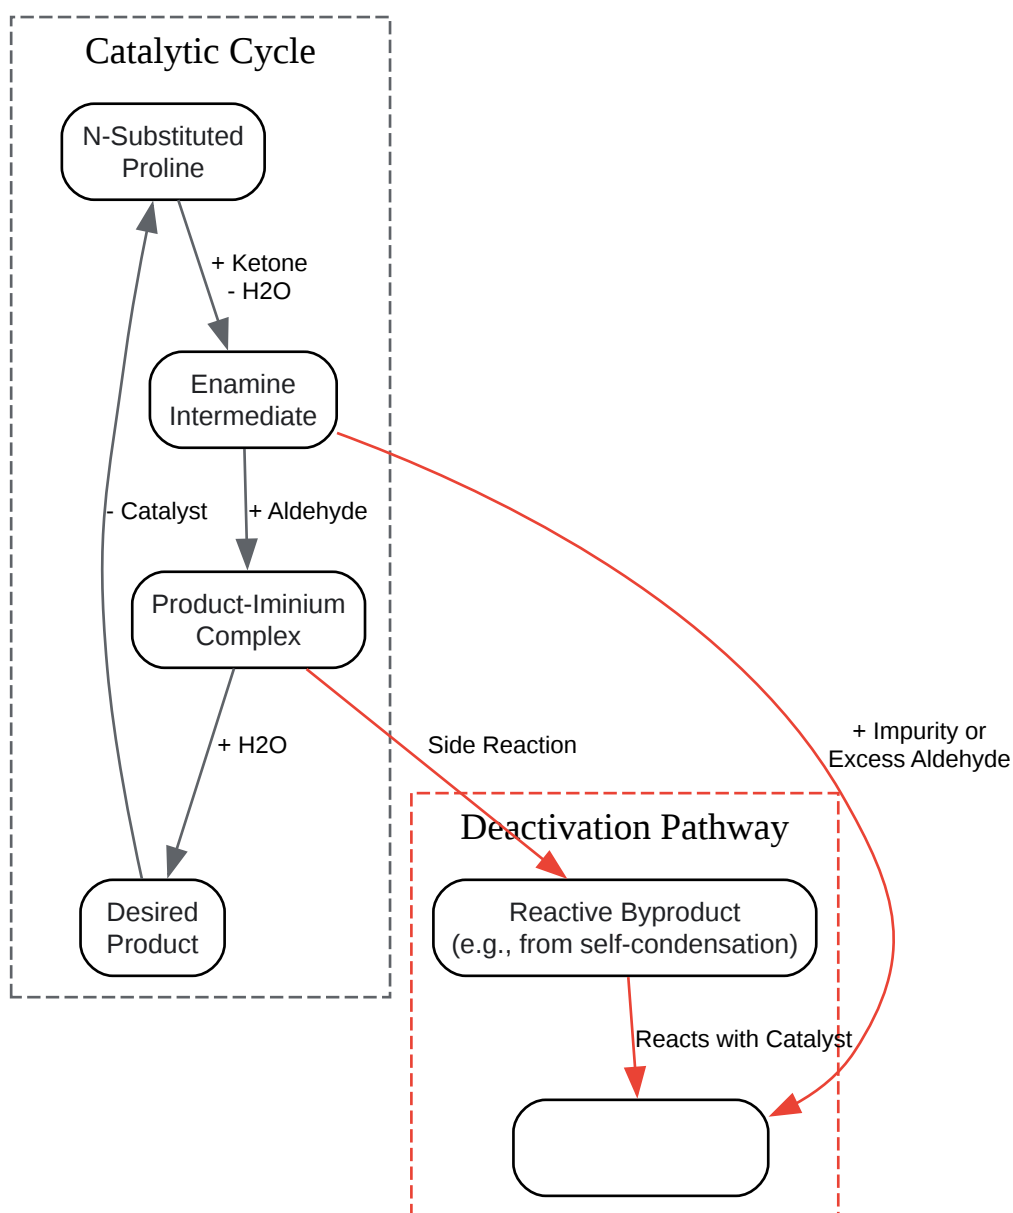 Catalytic Cycle
N-Substituted
Proline
+ Ketone
- H2O
Enamine
Intermediate
- Catalyst
+ Aldehyde
Product-Iminium
Complex
+ H2O
Side Reaction
+ Impurity or
Excess Aldehyde
Deactivation Pathway
Desired
Product
Reactive Byproduct
(e.g., from self-condensation)
Reacts with Catalyst